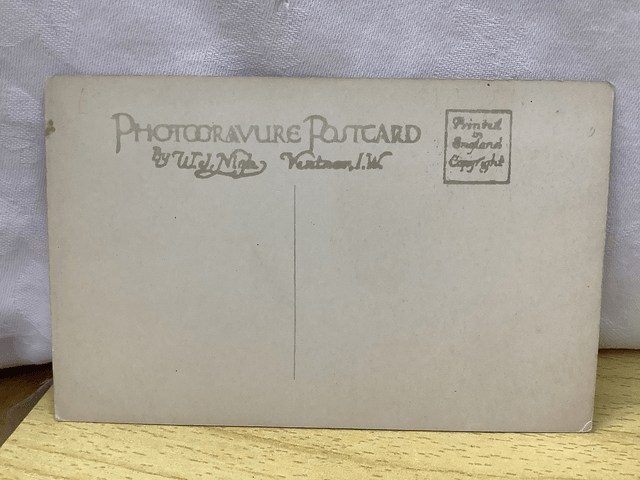 PHOTOGRAVURE POSTCARD
By W.J. Nigh, Ventnor, I.W.
Printed
in
England
Copyright